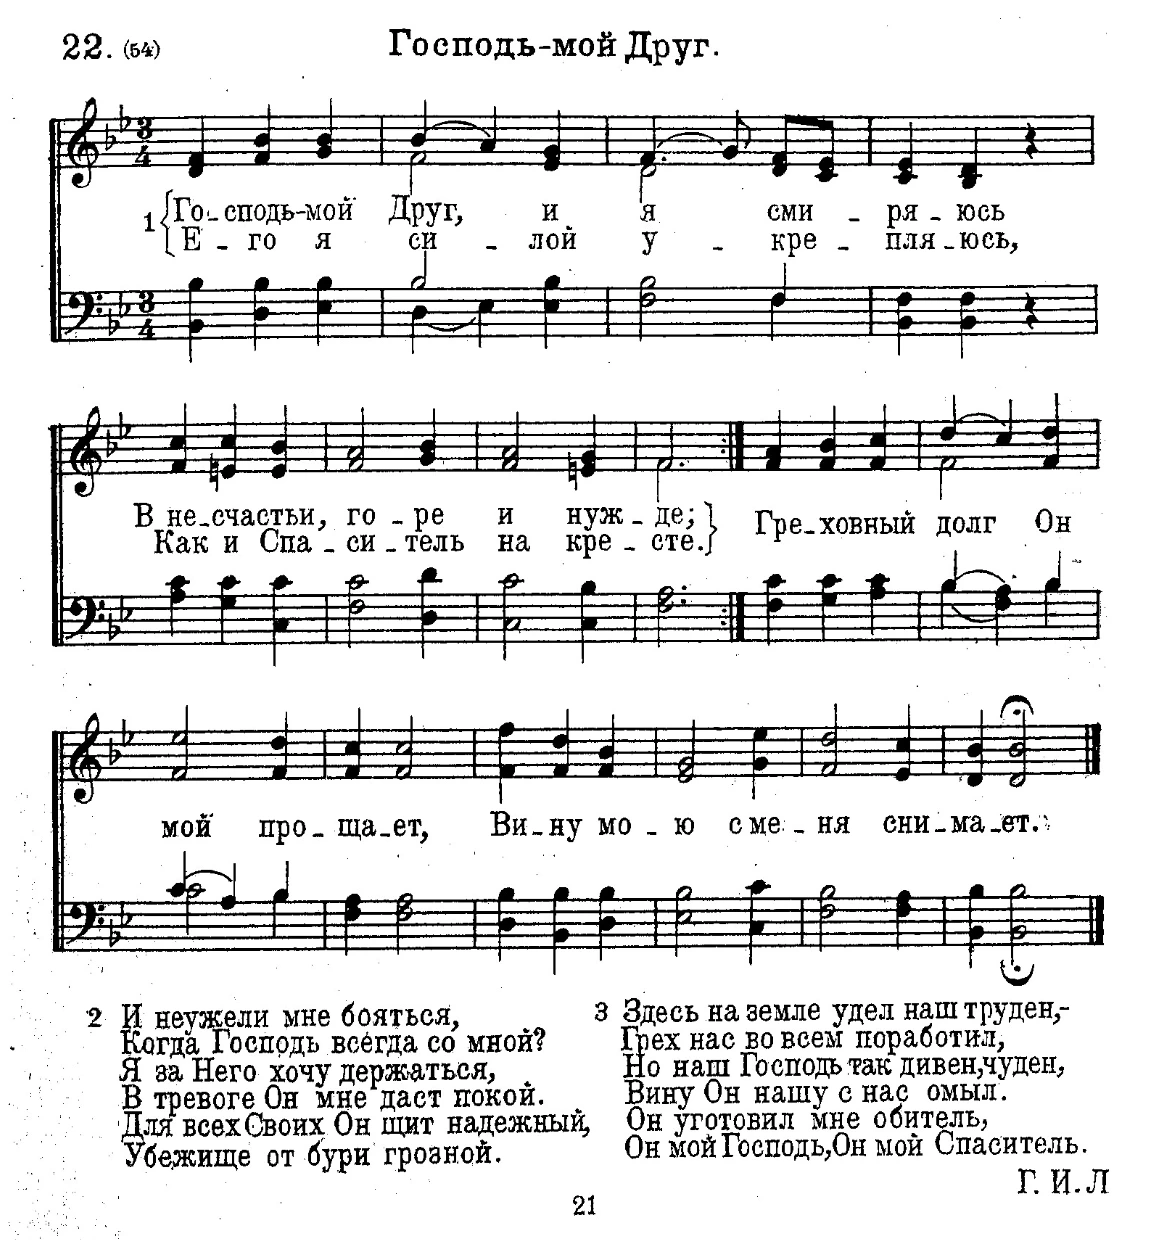 22. (54) Господь-мой Друг.
3 4
1 {Го-сподь-мой Друг, и я сми - ря - юсь
Е - го я си - лой у - кре - пля-юсь,
3 4
В не-счастьи, го - ре и нуж - де;} Гре-ховный долг Он
Как и Спа - си - тель на кре - сте.
мой про - ща-ет, Ви-ну мо - ю с ме - ня сни-ма-ет.
2 И неужели мне бояться,
Когда Господь всегда со мной?
Я за Него хочу держаться,
В тревоге Он мне даст покой.
Для всех Своих Он щит надежный,
Убежище от бури грозной.
3 Здесь на земле удел наш труден,-
Грех нас во всем поработил,
Но наш Господь так дивен, чуден,
Вину Он нашу с нас омыл.
Он уготовил мне обитель,
Он мой Господь, Он мой Спаситель.
Г. И. Л
21